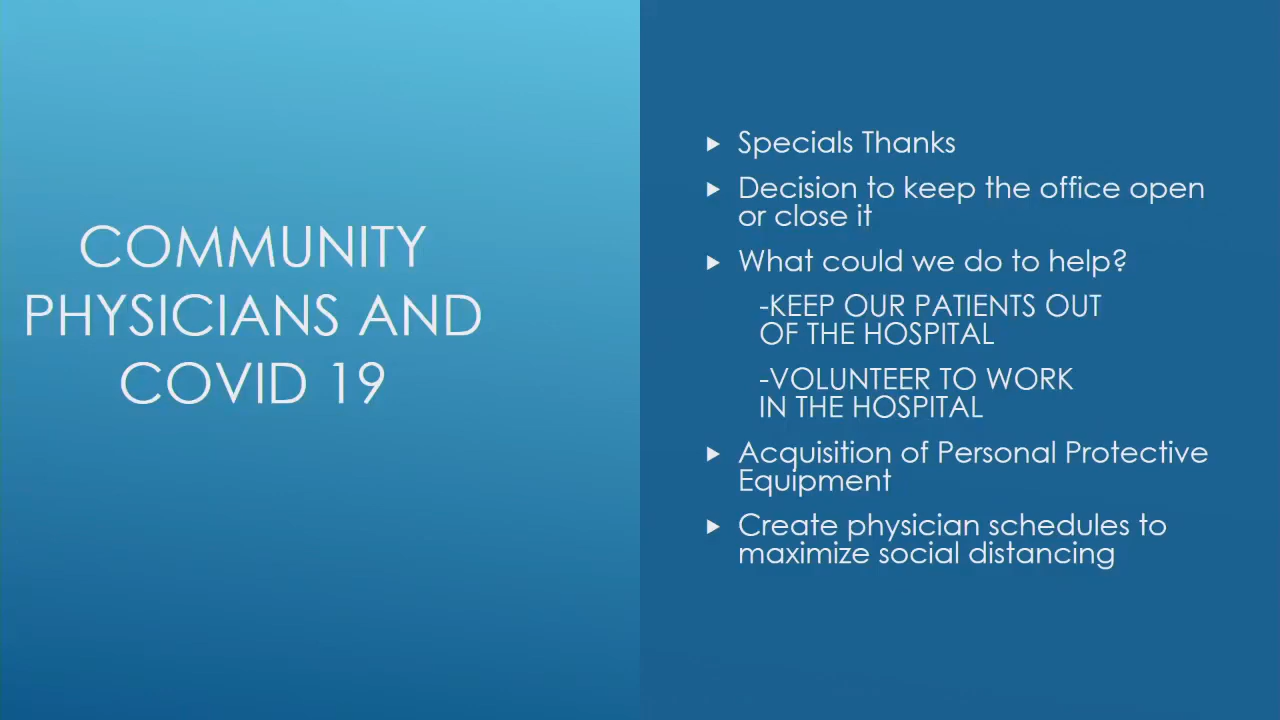 COMMUNITY
PHYSICIANS AND
COVID 19
Specials Thanks
Decision to keep the office open
or close it
What could we do to help?
-KEEP OUR PATIENTS OUT
OF THE HOSPITAL
-VOLUNTEER TO WORK
IN THE HOSPITAL
Acquisition of Personal Protective
Equipment
Create physician schedules to
maximize social distancing